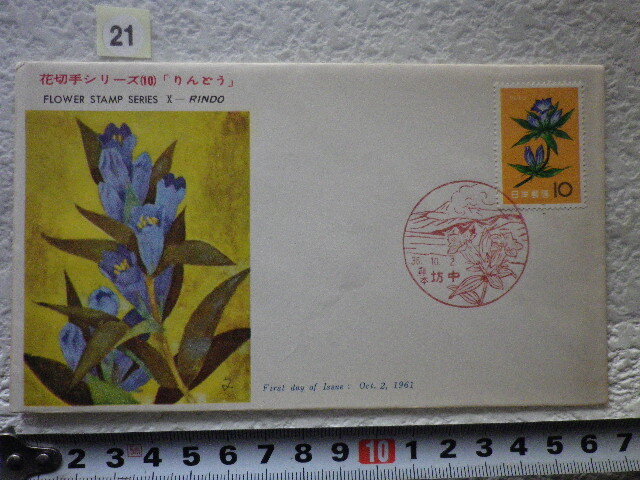 21
花切手シリーズ(10)「りんどう」
FLOWER STAMP SERIES X — RINDO
日本郵便 10
36.10.2
熊本 坊中
First day of Issue : Oct. 2, 1961
2 3 4 5 6 7 8 9 10 1 2 3 4 5 6 7